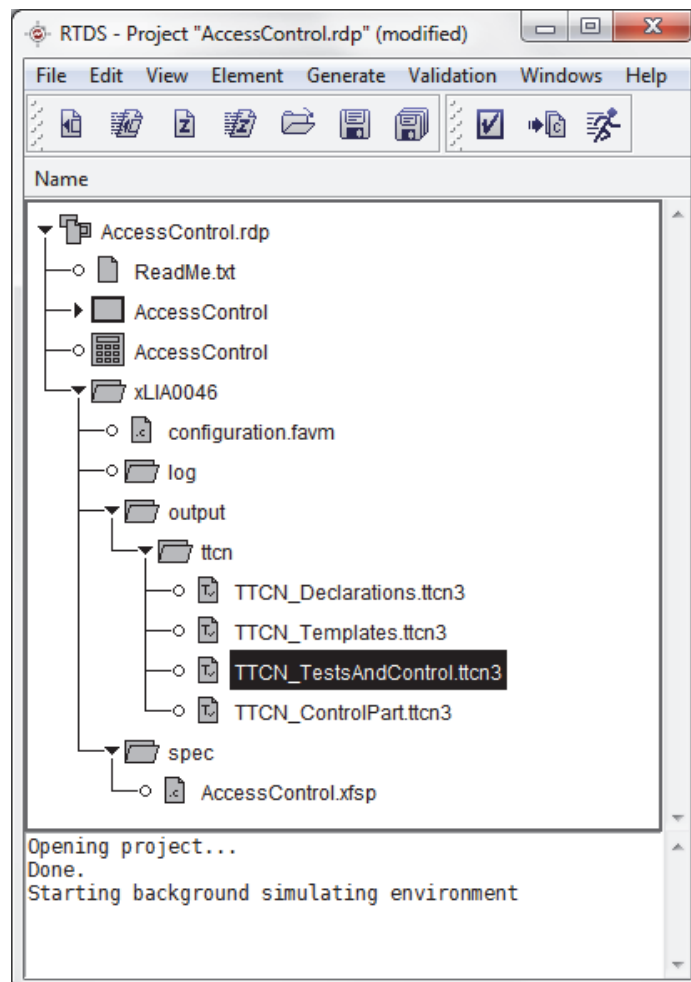 RTDS - Project "AccessControl.rdp" (modified)
File Edit View Element Generate Validation Windows Help
Name
AccessControl.rdp
ReadMe.txt
AccessControl
AccessControl
xLIA0046
configuration.favm
log
output
ttcn
TTCN_Declarations.ttcn3
TTCN_Templates.ttcn3
TTCN_TestsAndControl.ttcn3
TTCN_ControlPart.ttcn3
spec
AccessControl.xfsp
Opening project...
Done.
Starting background simulating environment